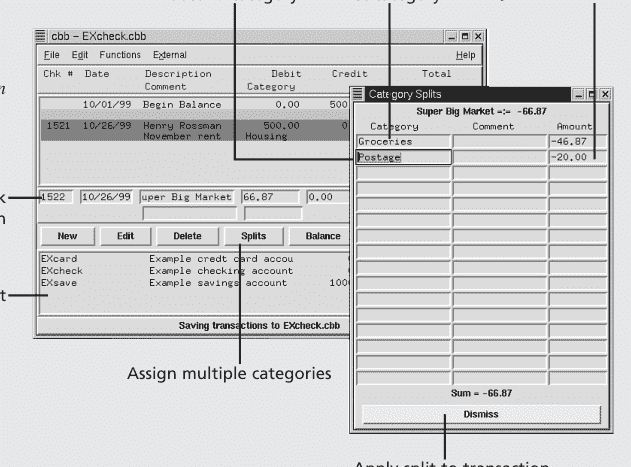 cbb – EXcheck.cbb
File Edit Functions External Help
Chk # Date Description Debit Credit Total
Comment Category
10/01/99 Begin Balance 0.00 500
1521 10/26/99 Henry Rossman 500.00 0
November rent Housing
1522 10/26/99 uper Big Market 66.87 0.00
New Edit Delete Splits Balance
EXcard Example credt card accou
EXcheck Example checking account
EXsave Example savings account 100
Saving transactions to EXcheck.cbb
Category Splits
Super Big Market =:= -66.87
Category Comment Amount
Groceries -46.87
Postage -20.00
Sum = -66.87
Dismiss
Assign multiple categories
Apply split to transaction